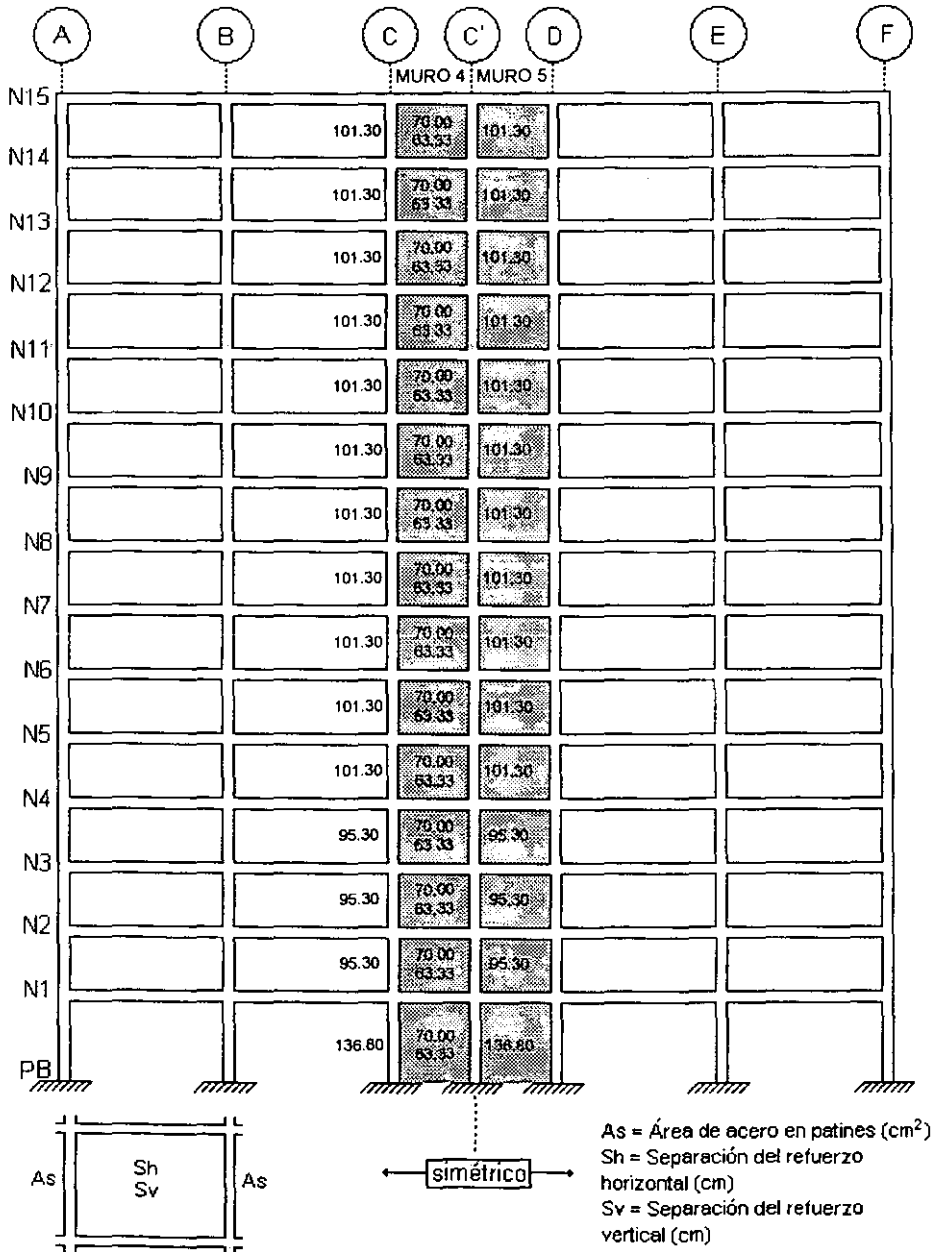 A B C C' D E F
MURO 4 MURO 5
N15
101.30 70.00 101.30
63.33
N14
101.30 70.00 101.30
63.33
N13
101.30 70.00 101.30
63.33
N12
101.30 70.00 101.30
63.33
N11
101.30 70.00 101.30
63.33
N10
101.30 70.00 101.30
63.33
N9
101.30 70.00 101.30
63.33
N8
101.30 70.00 101.30
63.33
N7
101.30 70.00 101.30
63.33
N6
101.30 70.00 101.30
63.33
N5
101.30 70.00 101.30
63.33
N4
95.30 70.00 95.30
63.33
N3
95.30 70.00 95.30
63.33
N2
95.30 70.00 95.30
63.33
N1
136.80 70.00 136.80
63.33
PB
As Sh As
Sv
simétrico
As = Área de acero en patines (cm²)
Sh = Separación del refuerzo
horizontal (cm)
Sv = Separación del refuerzo
vertical (cm)